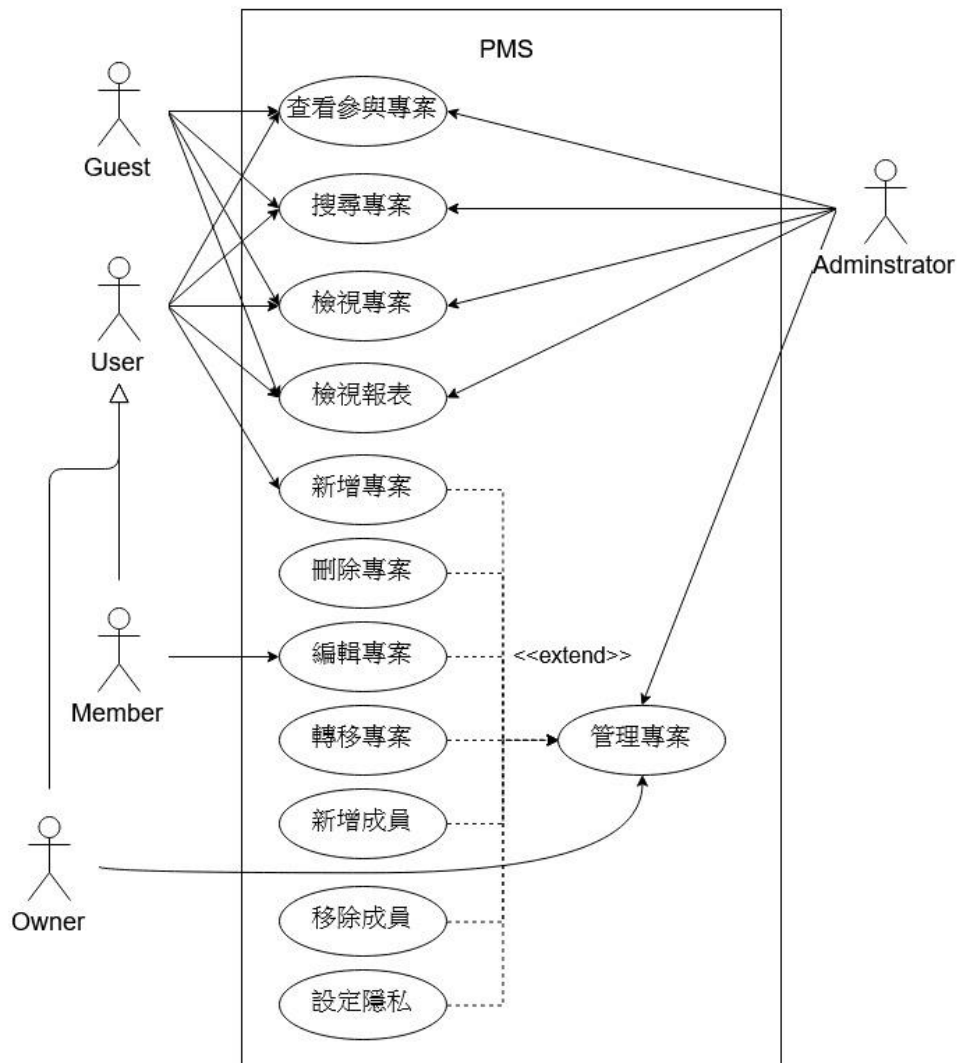 PMS
Guest
查看參與專案
搜尋專案
Adminstrator
User
檢視專案
檢視報表
新增專案
刪除專案
Member
編輯專案
<<extend>>
轉移專案
管理專案
新增成員
Owner
移除成員
設定隱私